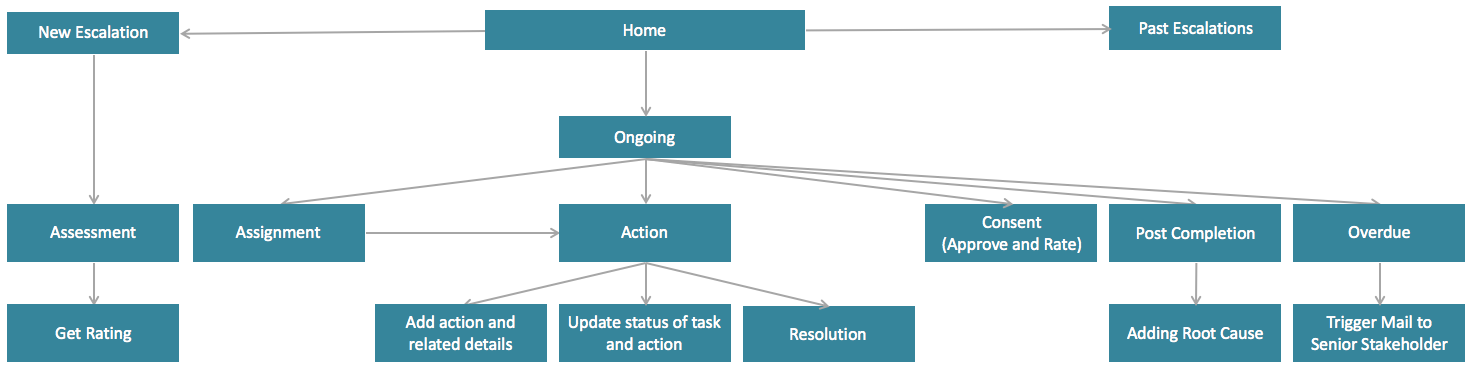 New Escalation
Home
Past Escalations
Ongoing
Assessment
Assignment
Action
Consent
(Approve and Rate)
Post Completion
Overdue
Get Rating
Add action and
related details
Update status of task
and action
Resolution
Adding Root Cause
Trigger Mail to
Senior Stakeholder